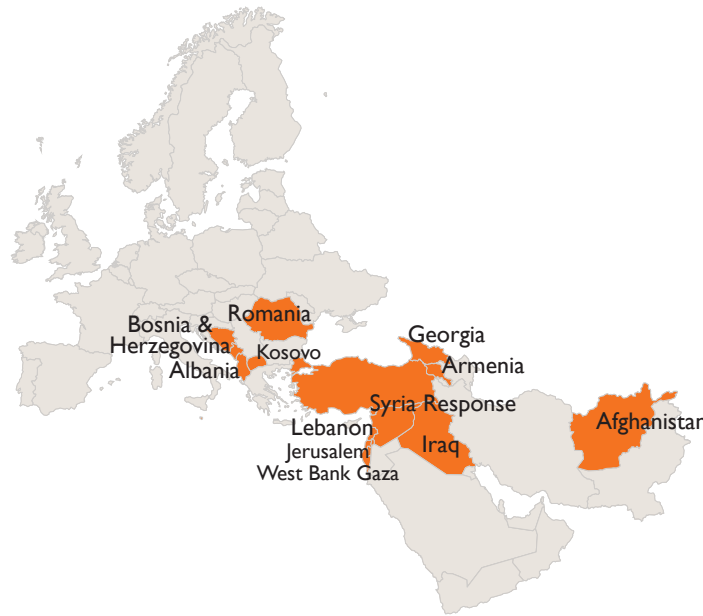 Romania
Bosnia &
Herzegovina
Kosovo
Albania
Georgia
Armenia
Syria Response
Afghanistan
Lebanon
Iraq
Jerusalem
West Bank Gaza